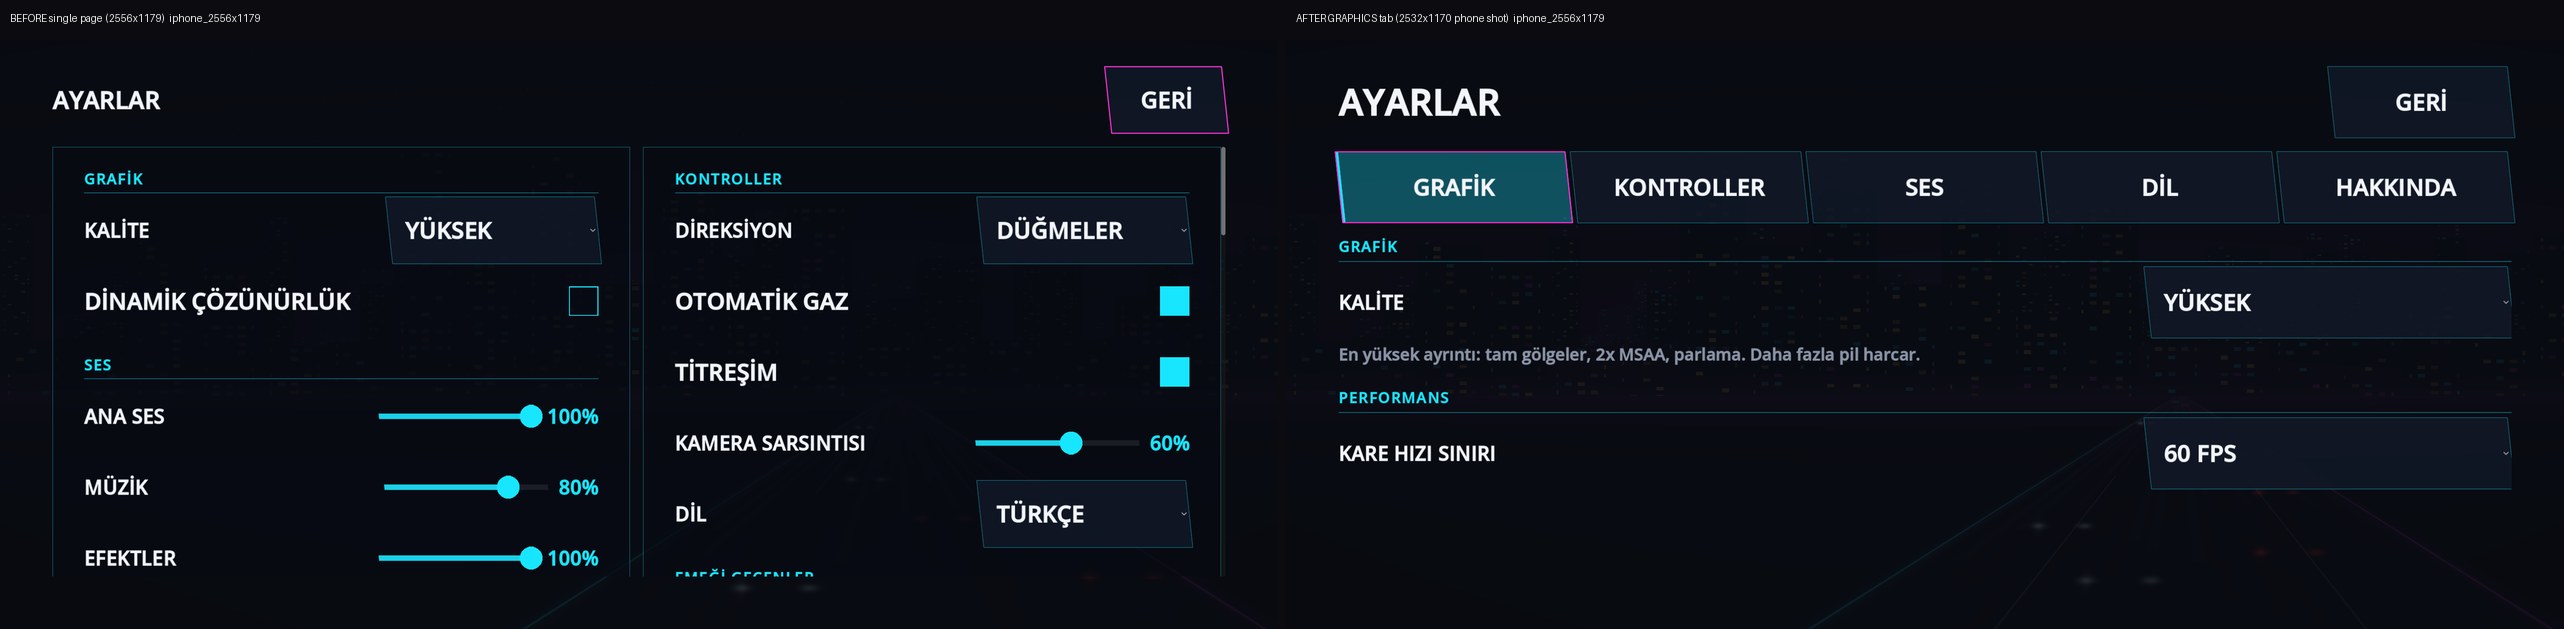 BEFORE single page (2556x1179) iphone_2556x1179
AYARLAR
GERİ
GRAFİK
KALİTE
YÜKSEK
DİNAMİK ÇÖZÜNÜRLÜK
SES
ANA SES
100%
MÜZİK
80%
EFEKTLER
100%
KONTROLLER
DİREKSİYON
DÜĞMELER
OTOMATİK GAZ
TİTREŞİM
KAMERA SARSINTISI
60%
DİL
TÜRKÇE
EMEĞİ GEÇENLER
AFTER GRAPHICS tab (2532x1170 phone shot) iphone_2556x1179
AYARLAR
GERİ
GRAFİK
KONTROLLER
SES
DİL
HAKKINDA
GRAFİK
KALİTE
YÜKSEK
En yüksek ayrıntı: tam gölgeler, 2x MSAA, parlama. Daha fazla pil harcar.
PERFORMANS
KARE HIZI SINIRI
60 FPS